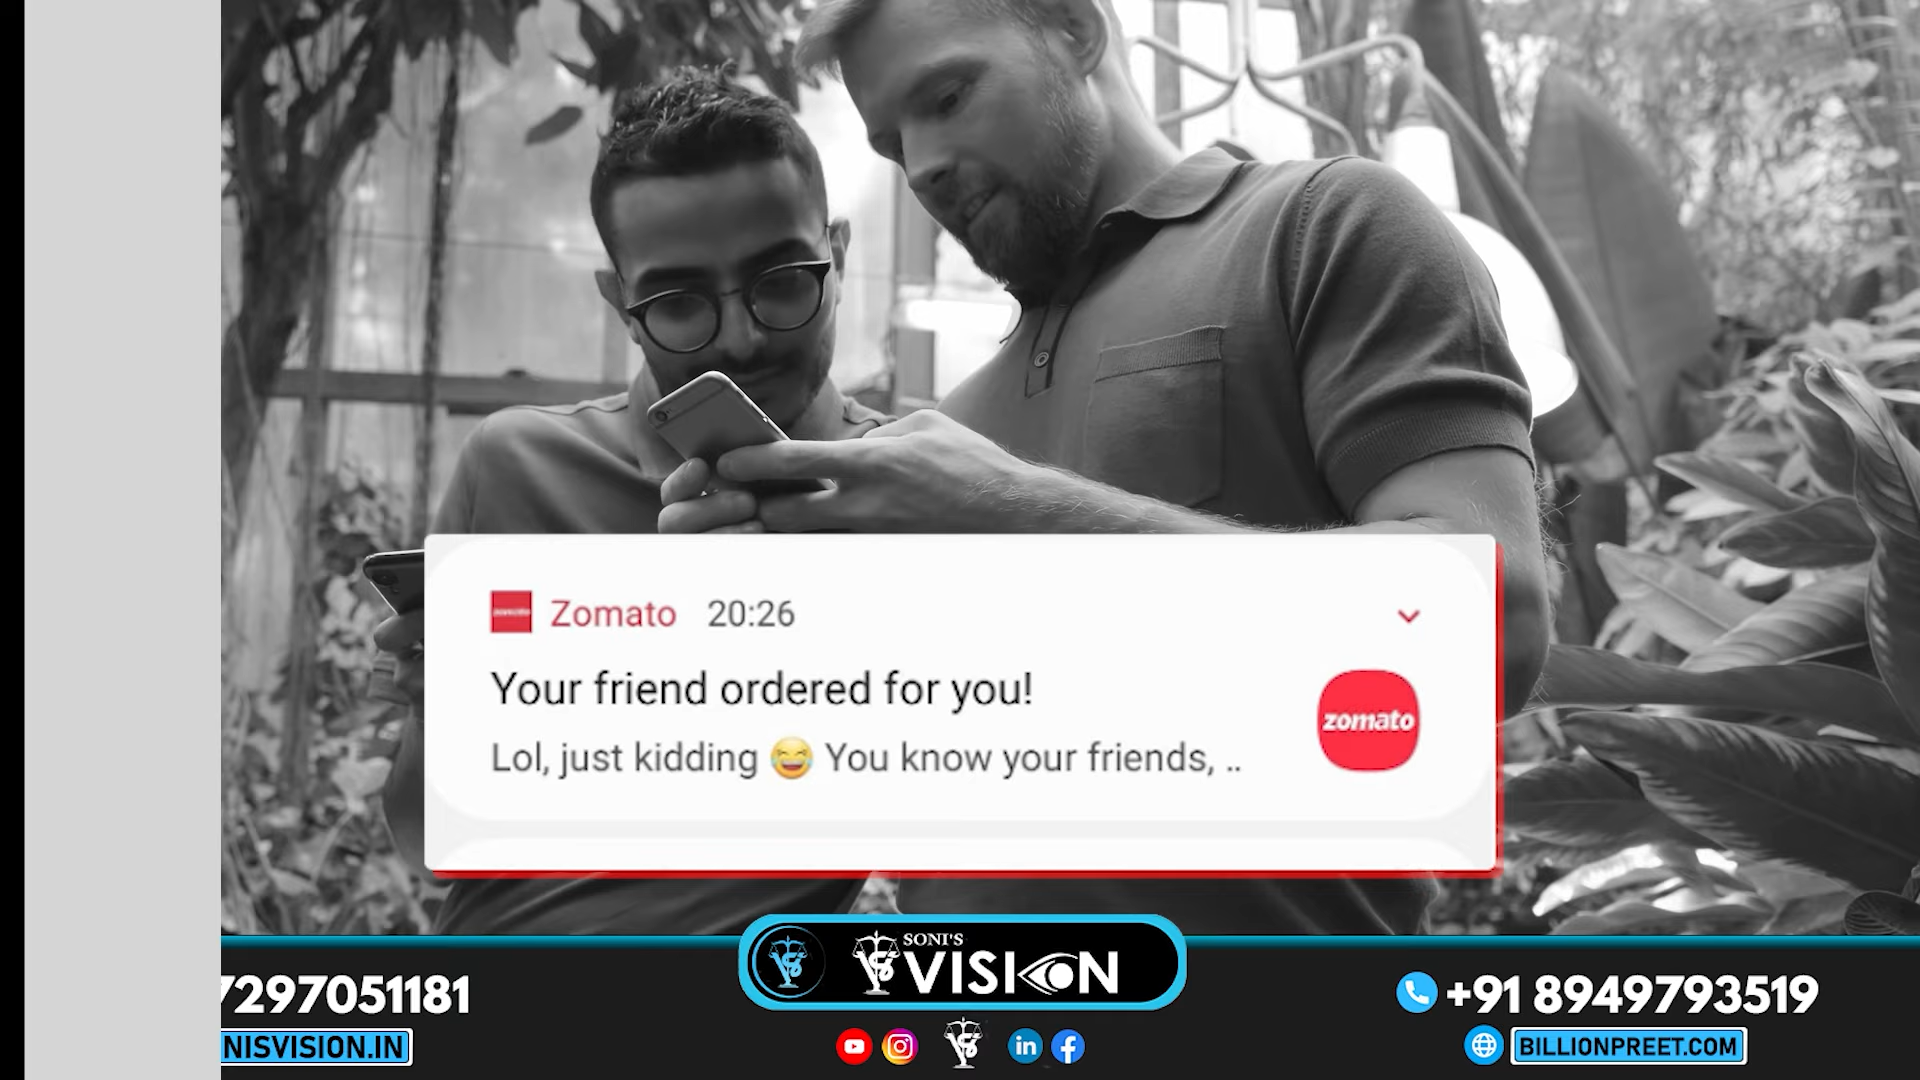 Zomato 20:26
Your friend ordered for you!
Lol, just kidding 😂 You know your friends, ..
zomato
SONI'S
VISION
7297051181
+91 8949793519
NISVISION.IN
BILLIONPREET.COM